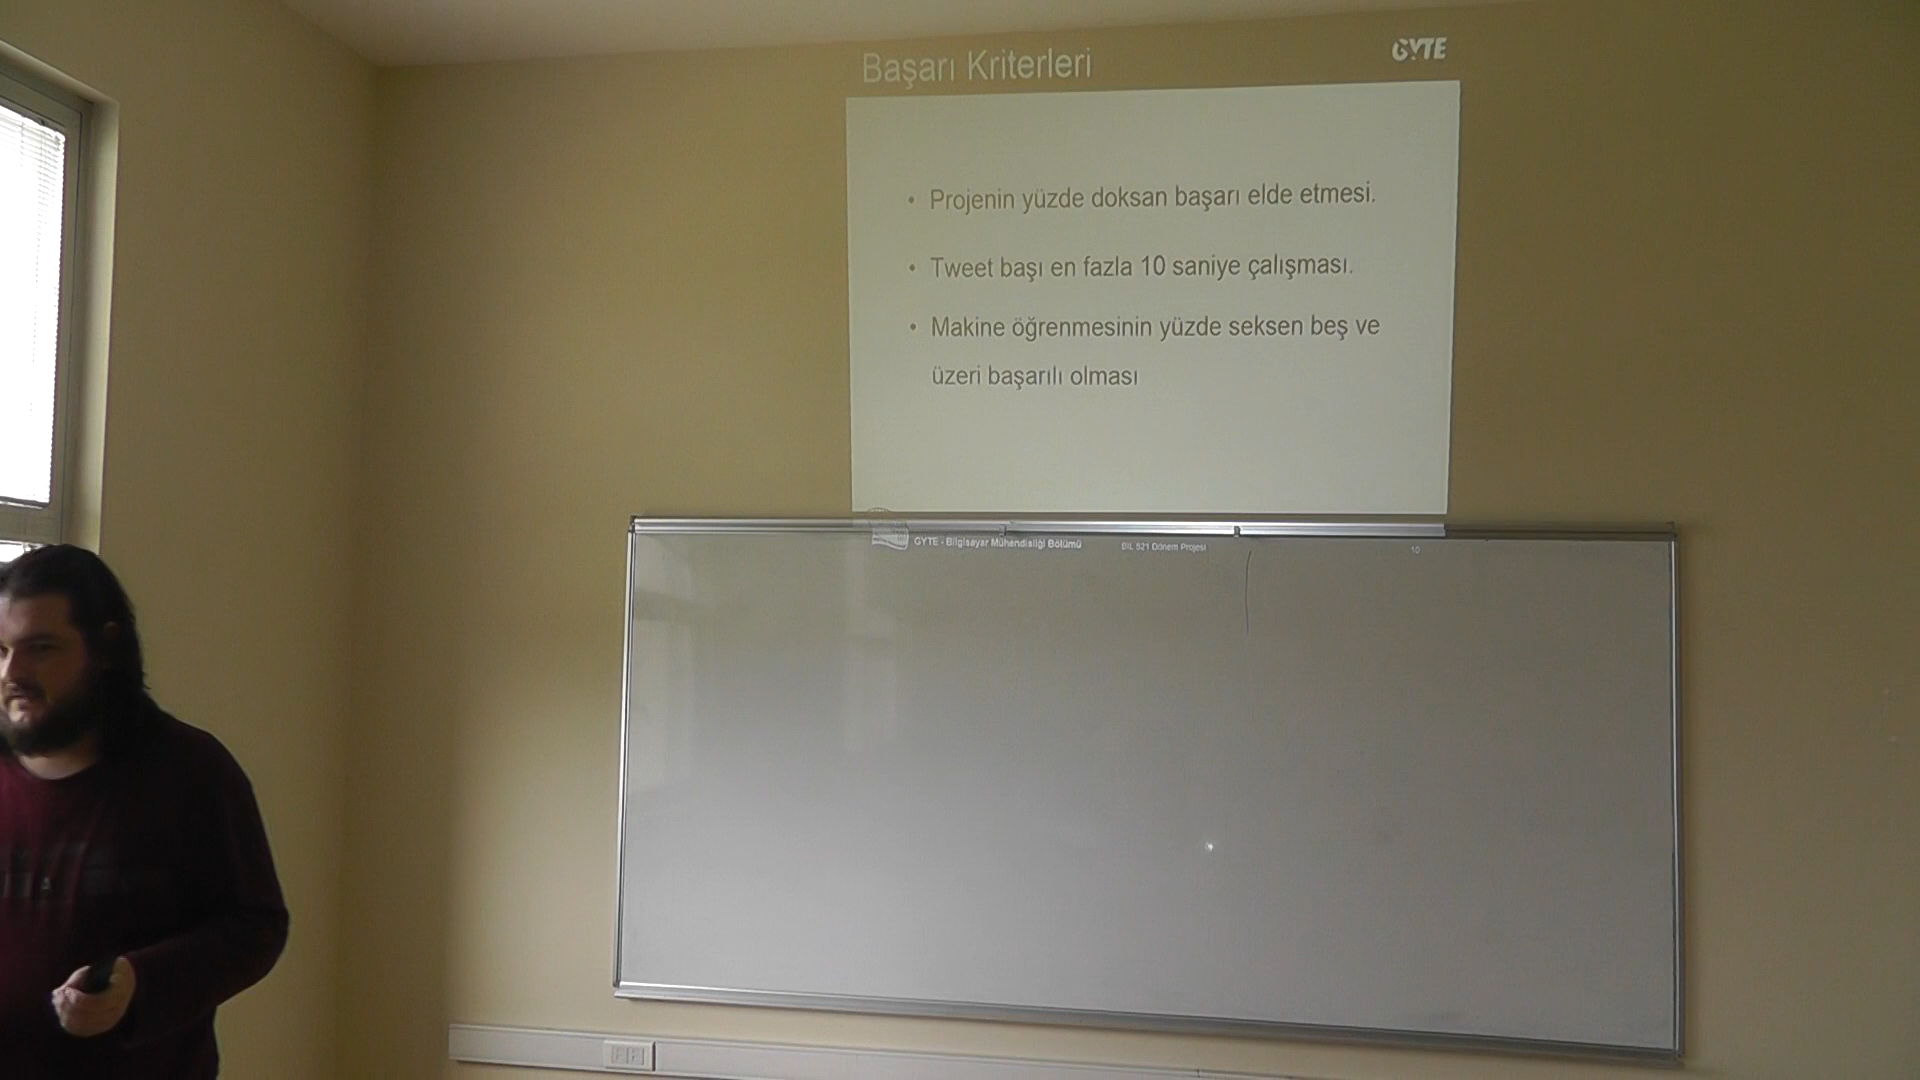 Başarı Kriterleri
GYTE
• Projenin yüzde doksan başarı elde etmesi.
• Tweet başı en fazla 10 saniye çalışması.
• Makine öğrenmesinin yüzde seksen beş ve
üzeri başarılı olması
GYTE - Bilgisayar Mühendisliği Bölümü
BIL 521 Dönem Projesi
10